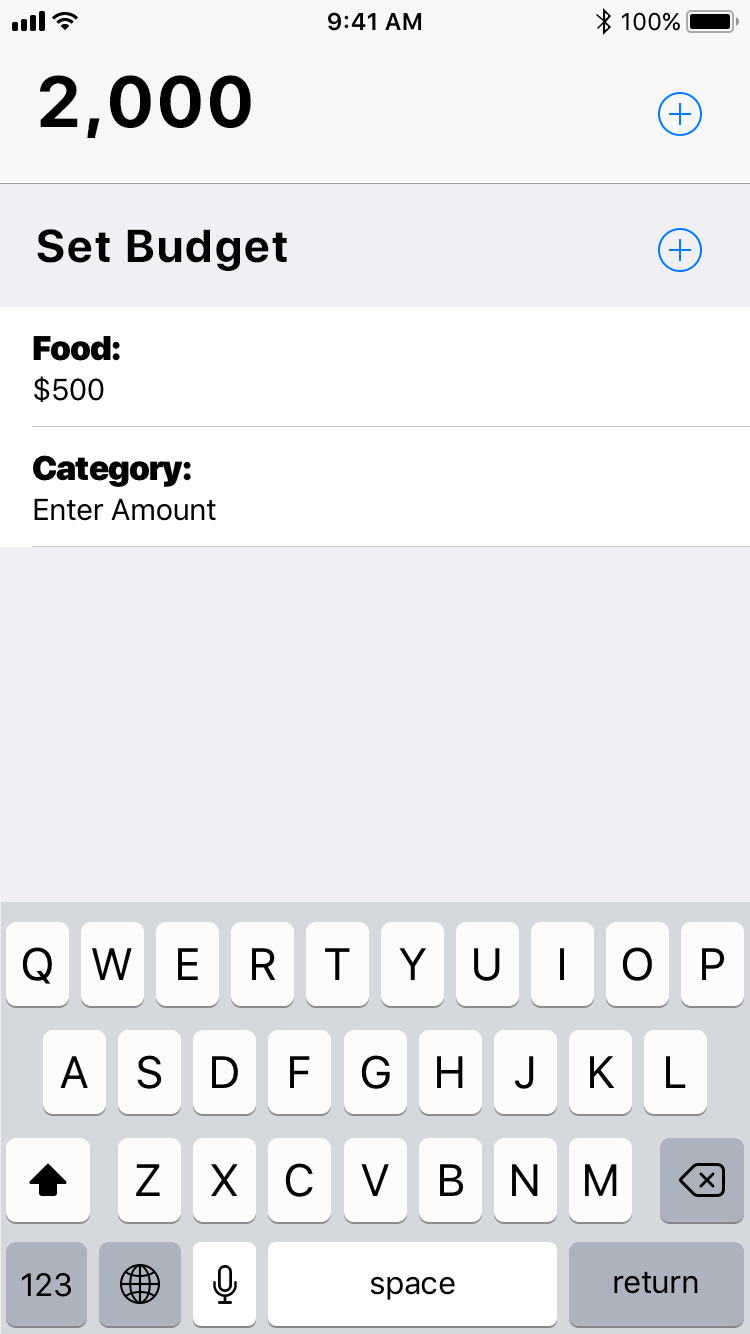 9:41 AM 100%
2,000
Set Budget
Food:
$500
Category:
Enter Amount
Q W E R T Y U I O P
A S D F G H J K L
Z X C V B N M
123 space return